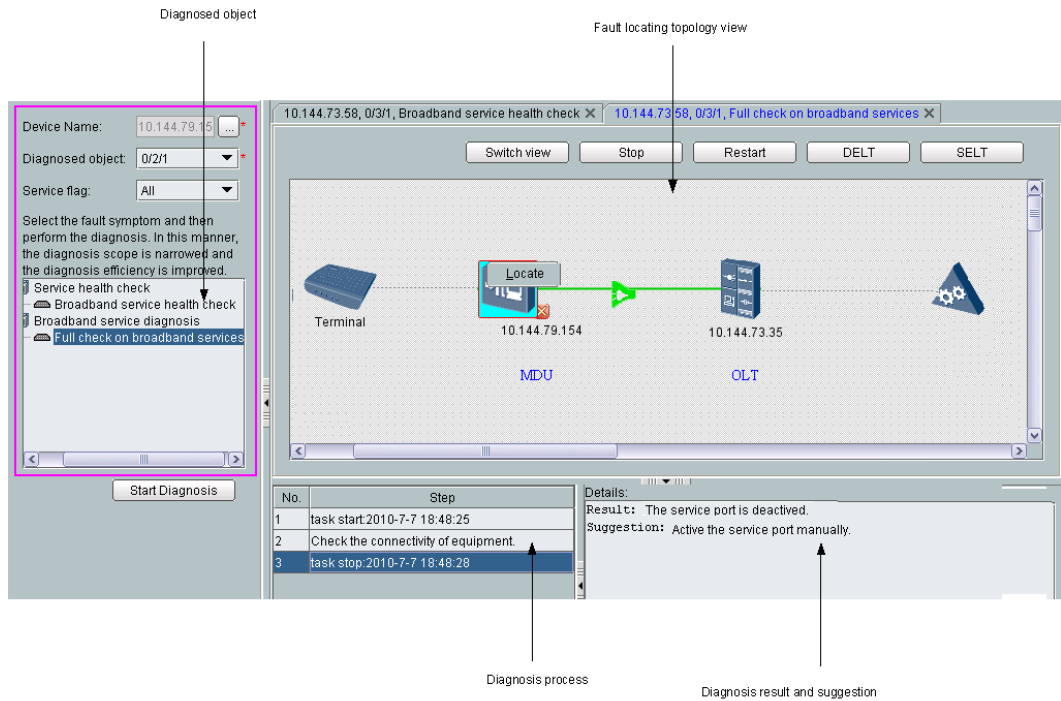 Diagnosed object
Fault locating topology view
Device Name:
10.144.79.15
...
*
Diagnosed object:
0/2/1
*
Service flag:
All
Select the fault symptom and then
perform the diagnosis. In this manner,
the diagnosis scope is narrowed and
the diagnosis efficiency is improved.
Service health check
Broadband service health check
Broadband service diagnosis
Full check on broadband services
Start Diagnosis
10.144.73.58, 0/3/1, Broadband service health check
10.144.73.58, 0/3/1, Full check on broadband services
Switch view
Stop
Restart
DELT
SELT
Locate
Terminal
10.144.79.154
10.144.73.35
MDU
OLT
No.
Step
1
task start:2010-7-7 18:48:25
2
Check the connectivity of equipment.
3
task stop:2010-7-7 18:48:28
Details:
Result: The service port is deactived.
Suggestion: Active the service port manually.
Diagnosis process
Diagnosis result and suggestion